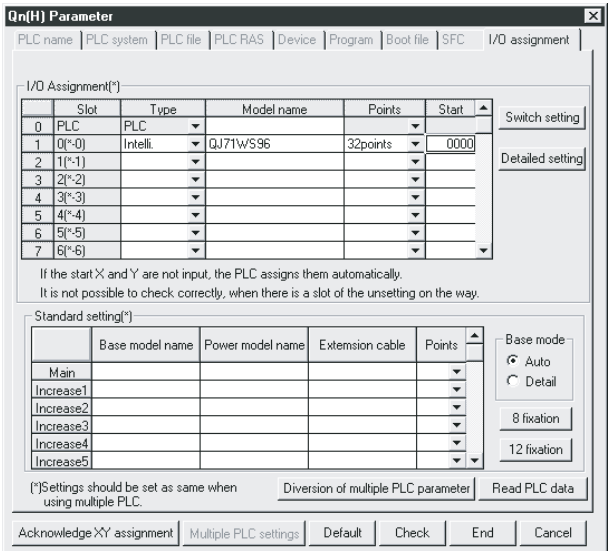 Qn(H) Parameter
PLC name PLC system PLC file PLC RAS Device Program Boot file SFC I/O assignment
I/O Assignment(*)
Slot Type Model name Points Start
0 PLC PLC
1 0(*-0) Intelli. QJ71WS96 32points 0000
2 1(*-1)
3 2(*-2)
4 3(*-3)
5 4(*-4)
6 5(*-5)
7 6(*-6)
Switch setting
Detailed setting
If the start X and Y are not input, the PLC assigns them automatically.
It is not possible to check correctly, when there is a slot of the unsetting on the way.
Standard setting(*)
Base model name Power model name Extension cable Points
Main
Increase1
Increase2
Increase3
Increase4
Increase5
Base mode
Auto
Detail
8 fixation
12 fixation
(*)Settings should be set as same when
using multiple PLC.
Diversion of multiple PLC parameter Read PLC data
Acknowledge XY assignment Multiple PLC settings Default Check End Cancel